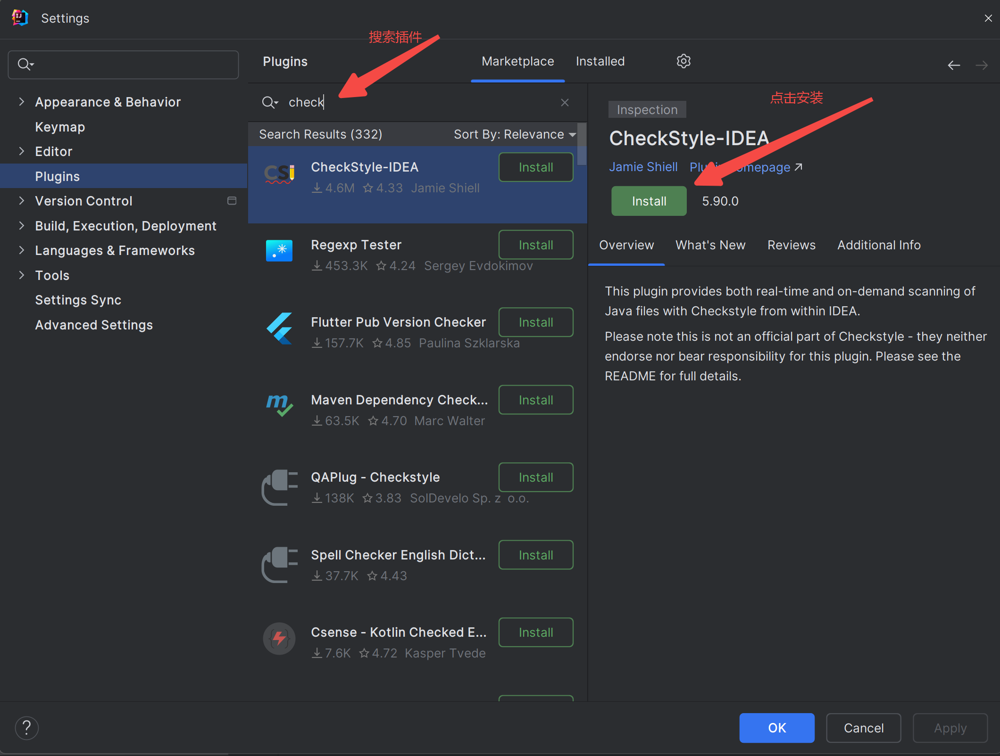 IJ
Settings
搜索插件
Plugins
Marketplace
Installed
Appearance & Behavior
Keymap
Editor
Plugins
Version Control
Build, Execution, Deployment
Languages & Frameworks
Tools
Settings Sync
Advanced Settings
check
Search Results (332)
Sort By: Relevance
CSi
CheckStyle-IDEA
Install
4.6M 4.33 Jamie Shiell
Regexp Tester
Install
453.3K 4.24 Sergey Evdokimov
Flutter Pub Version Checker
Install
157.7K 4.85 Paulina Szklarska
m
Maven Dependency Check...
Install
63.5K 4.70 Marc Walter
QAPlug - Checkstyle
Install
138K 3.83 SolDevelo Sp. z o.o.
Spell Checker English Dict...
Install
37.7K 4.43
Csense - Kotlin Checked E...
Install
7.6K 4.72 Kasper Tvede
点击安装
Inspection
CheckStyle-IDEA
Jamie Shiell Plugin homepage
Install 5.90.0
Overview What's New Reviews Additional Info
This plugin provides both real-time and on-demand scanning of
Java files with Checkstyle from within IDEA.
Please note this is not an official part of Checkstyle - they neither
endorse nor bear responsibility for this plugin. Please see the
README for full details.
?
OK
Cancel
Apply